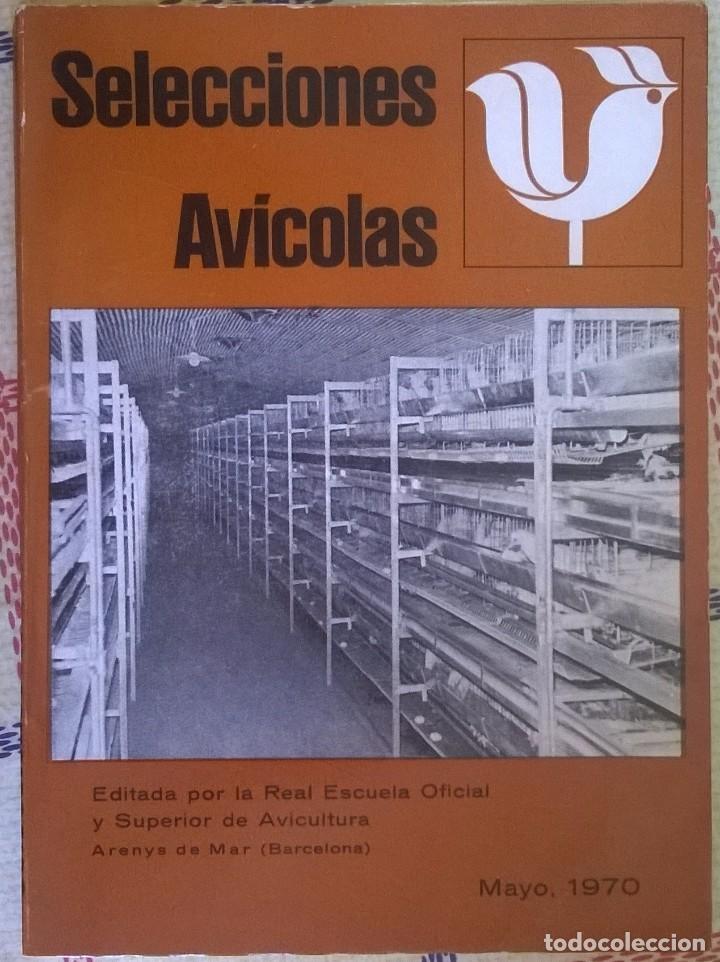 Selecciones
Avícolas
Editada por la Real Escuela Oficial
y Superior de Avicultura
Arenys de Mar (Barcelona)
Mayo, 1970
todocoleccion